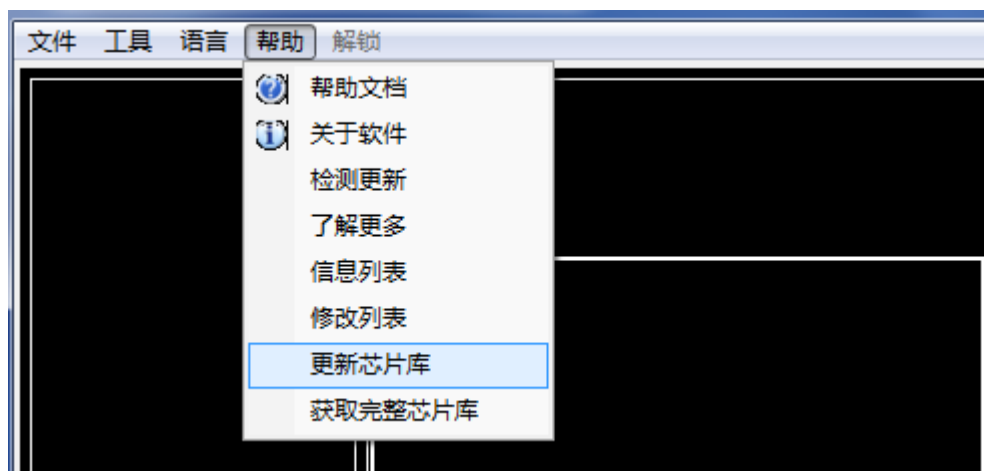 文件 工具 语言 帮助 解锁
帮助文档
关于软件
检测更新
了解更多
信息列表
修改列表
更新芯片库
获取完整芯片库